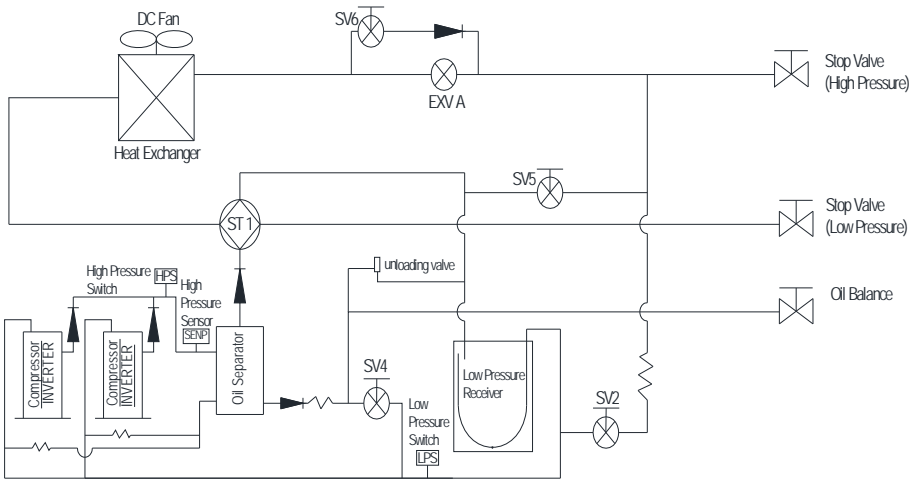 DC Fan
SV6
Stop Valve
(High Pressure)
EXV A
Heat Exchanger
SV5
Stop Valve
(Low Pressure)
ST1
unloading valve
High Pressure
Switch
HPS
High
Pressure
Sensor
SENP
Oil Balance
Compressor
INVERTER
Compressor
INVERTER
Oil Separator
SV4
Low Pressure
Receiver
Low
Pressure
Switch
LPS
SV2